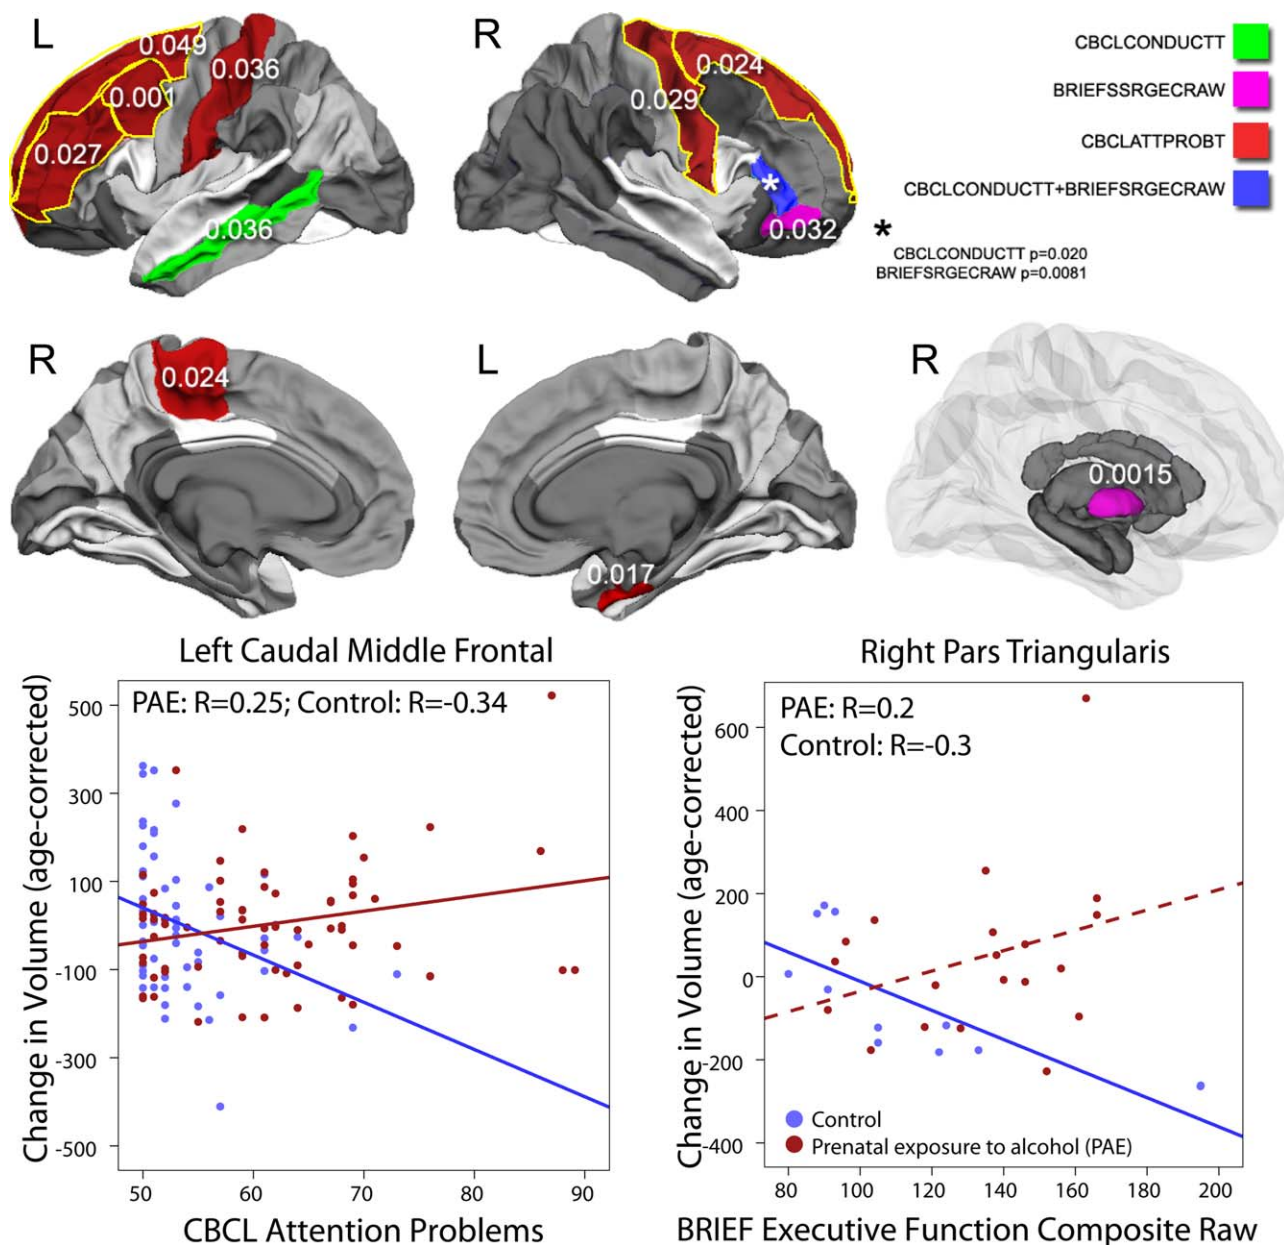 L
R
0.049
0.036
0.001
0.027
0.036
0.024
0.029
*
0.032
CBCLCONDUCTT
BRIEFSSRGECRAW
CBCLATTPROBT
CBCLCONDUCTT+BRIEFSRGECRAW
*
CBCLCONDUCTT p=0.020
BRIEFSRGECRAW p=0.0081
R
0.024
L
0.017
R
0.0015
Left Caudal Middle Frontal
PAE: R=0.25; Control: R=-0.34
Change in Volume (age-corrected)
500
300
100
-100
-300
-500
50
60
70
80
90
CBCL Attention Problems
Right Pars Triangularis
PAE: R=0.2
Control: R=-0.3
Change in Volume (age-corrected)
600
400
200
0
-200
-400
Control
Prenatal exposure to alcohol (PAE)
80
100
120
140
160
180
200
BRIEF Executive Function Composite Raw